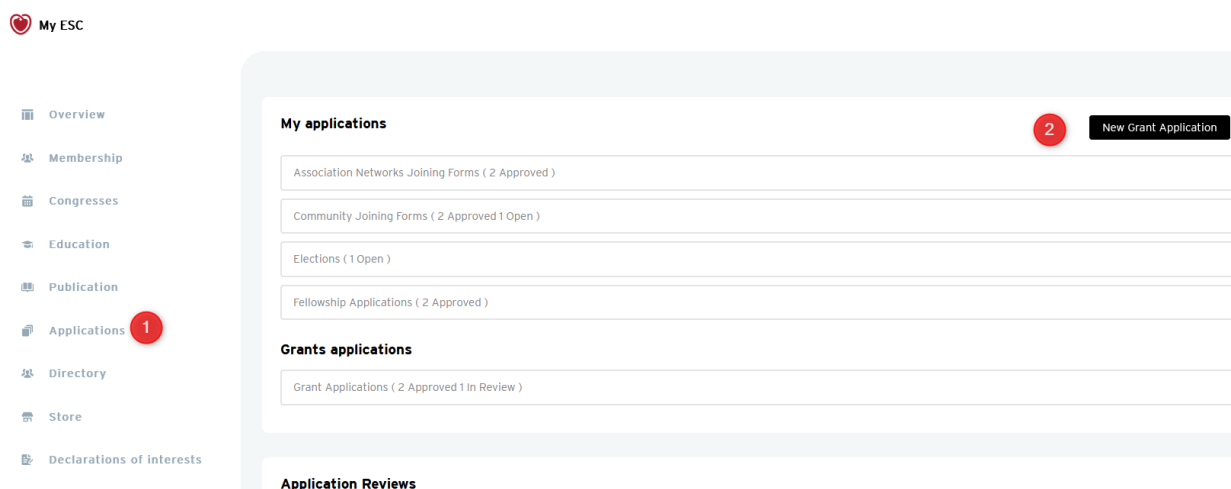 My ESC
Overview
Membership
Congresses
Education
Publication
Applications 1
Directory
Store
Declarations of interests
My applications
2 New Grant Application
Association Networks Joining Forms ( 2 Approved )
Community Joining Forms ( 2 Approved 1 Open )
Elections ( 1 Open )
Fellowship Applications ( 2 Approved )
Grants applications
Grant Applications ( 2 Approved 1 In Review )
Application Reviews